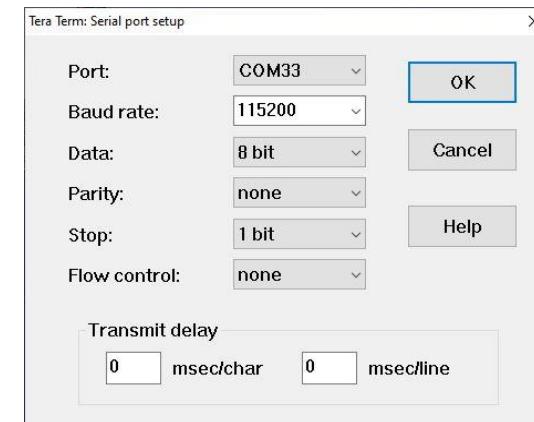 Tera Term: Serial port setup
Port: COM33 OK
Baud rate: 115200
Data: 8 bit Cancel
Parity: none
Stop: 1 bit Help
Flow control: none
Transmit delay
0 msec/char 0 msec/line